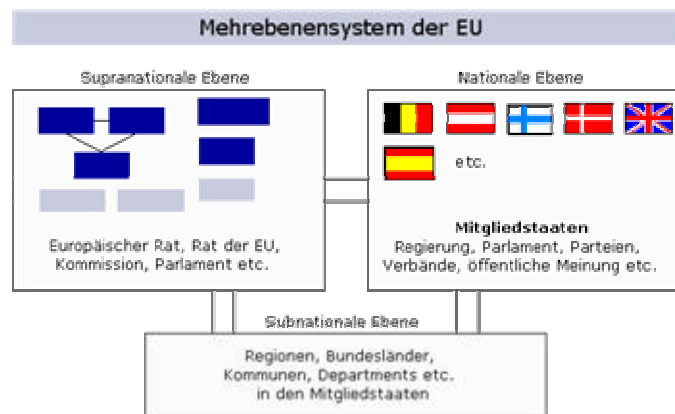 Mehrebenensystem der EU
Supranationale Ebene
Nationale Ebene
etc.
Europäischer Rat, Rat der EU,
Kommission, Parlament etc.
Mitgliedstaaten
Regierung, Parlament, Parteien,
Verbände, öffentliche Meinung etc.
Subnationale Ebene
Regionen, Bundesländer,
Kommunen, Departments etc.
in den Mitgliedstaaten